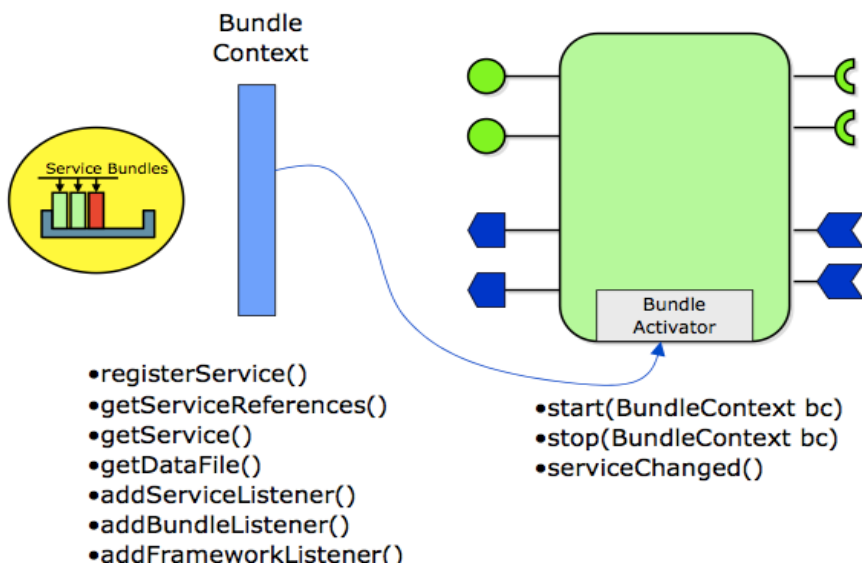 Bundle
Context
Service Bundles
Bundle
Activator
•registerService()
•getServiceReferences()
•getService()
•getDataFile()
•addServiceListener()
•addBundleListener()
•addFrameworkListener()
•start(BundleContext bc)
•stop(BundleContext bc)
•serviceChanged()